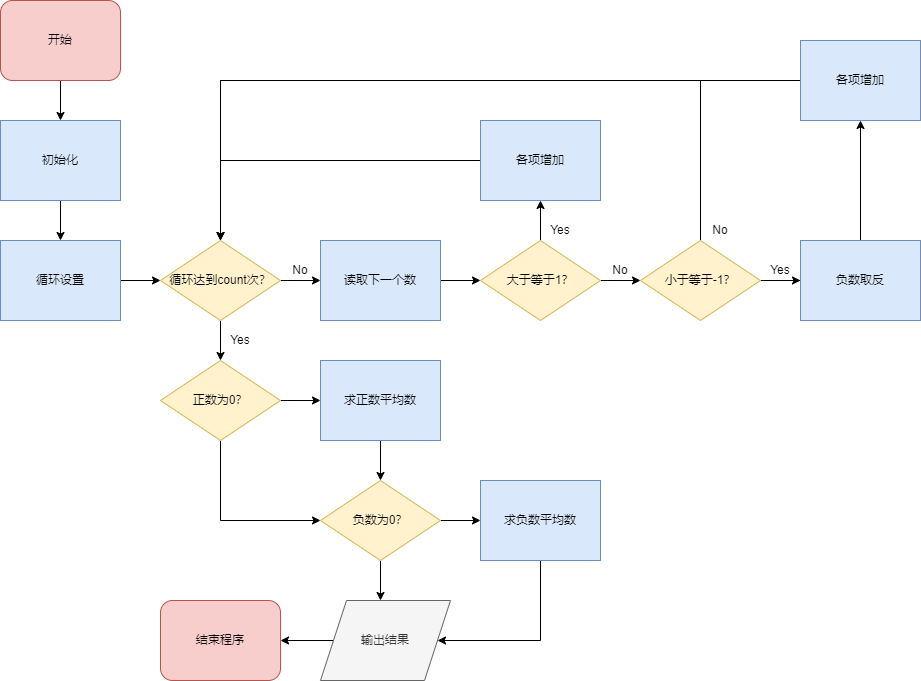 开始
各项增加
初始化
各项增加
Yes
No
循环设置
循环达到count次?
No
读取下一个数
大于等于1?
No
小于等于-1?
Yes
负数取反
Yes
正数为0?
求正数平均数
负数为0?
求负数平均数
结束程序
输出结果